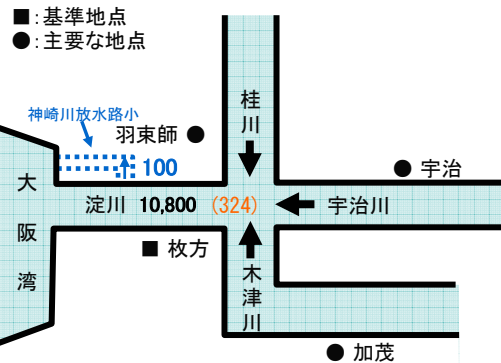 ■:基準地点
●:主要な地点
神崎川放水路小
羽束師 ●
100
桂川
● 宇治
大阪湾
淀川 10,800 (324)
宇治川
■ 枚方
木津川
● 加茂